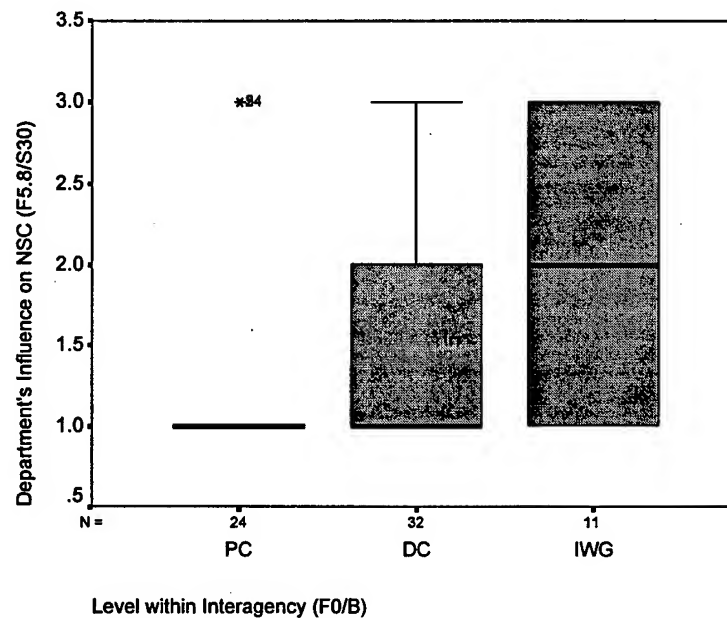 Department's Influence on NSC (F5.8/S30)
3.5
3.0
2.5
2.0
1.5
1.0
.5
N = 24 32 11
PC DC IWG
Level within Interagency (F0/B)